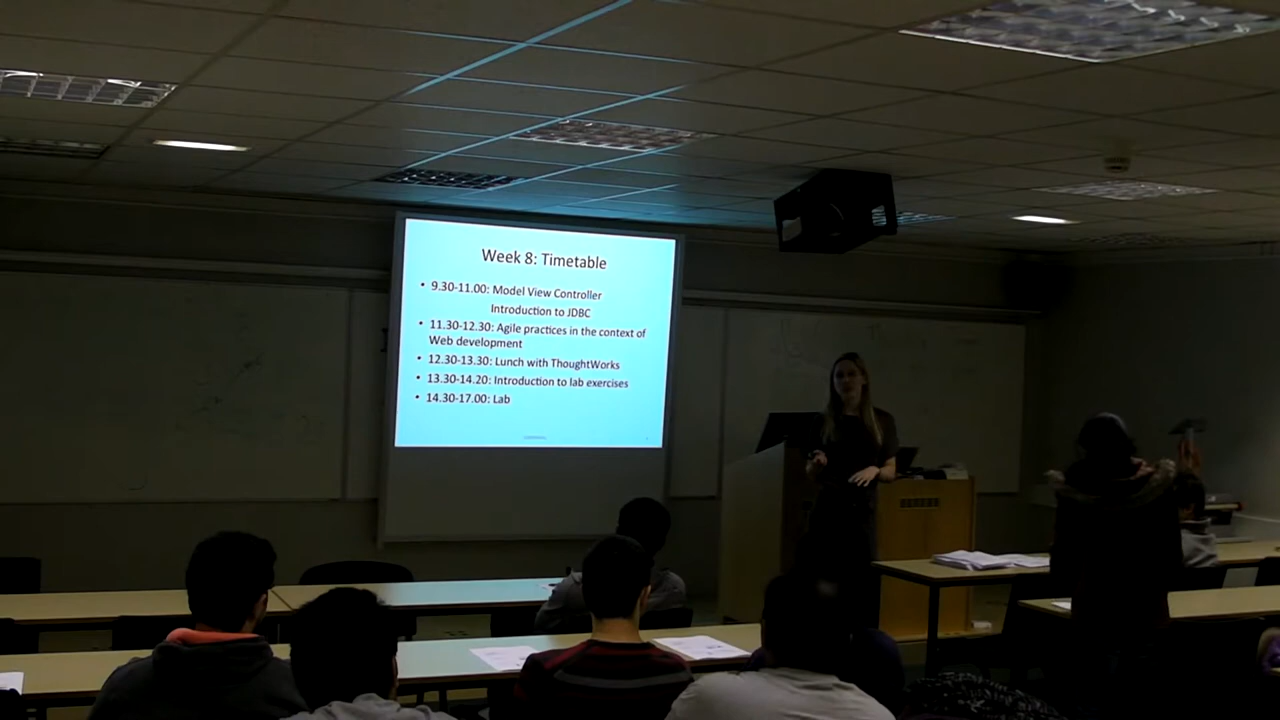 Week 8: Timetable
• 9.30-11.00: Model View Controller
Introduction to JDBC
• 11.30-12.30: Agile practices in the context of
Web development
• 12.30-13.30: Lunch with ThoughtWorks
• 13.30-14.20: Introduction to lab exercises
• 14.30-17.00: Lab